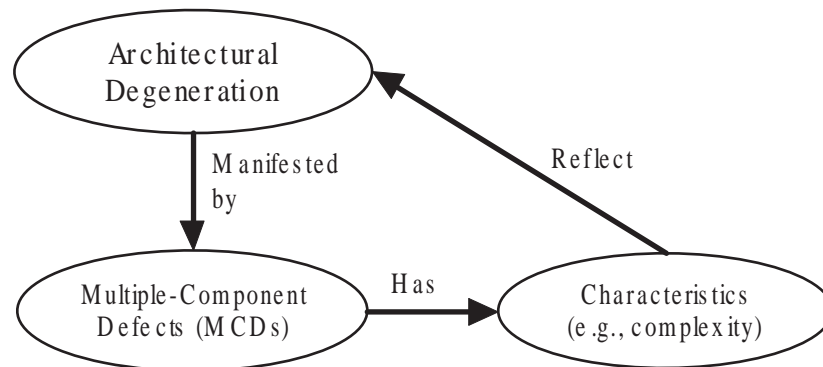 Architectural
Degeneration
Manifested
by
Reflect
Multiple-Component
Defects (MCDs)
Has
Characteristics
(e.g., complexity)